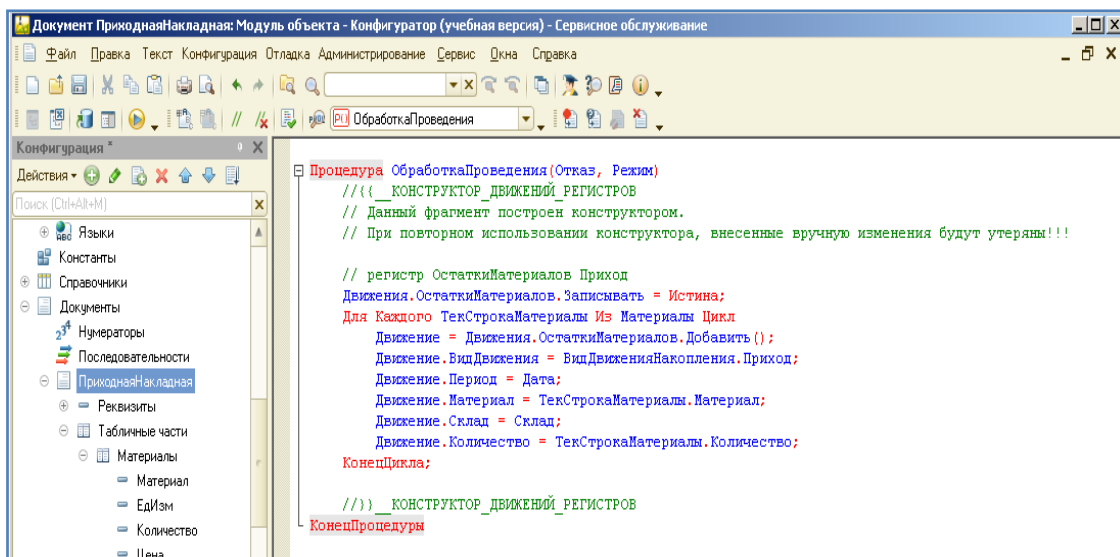 Документ ПриходнаяНакладная: Модуль объекта - Конфигуратор (учебная версия) - Сервисное обслуживание
Файл Правка Текст Конфигурация Отладка Администрирование Сервис Окна Справка
ОбработкаПроведения
Конфигурация *
Действия
Поиск (Ctrl+Alt+M)
Языки
Константы
Справочники
Документы
Нумераторы
Последовательности
ПриходнаяНакладная
Реквизиты
Табличные части
Материалы
Материал
ЕдИзм
Количество
Цена
Процедура ОбработкаПроведения(Отказ, Режим)
//{{__КОНСТРУКТОР_ДВИЖЕНИЙ_РЕГИСТРОВ
// Данный фрагмент построен конструктором.
// При повторном использовании конструктора, внесенные вручную изменения будут утеряны!!!
// регистр ОстаткиМатериалов Приход
Движения.ОстаткиМатериалов.Записывать = Истина;
Для Каждого ТекСтрокаМатериалы Из Материалы Цикл
Движение = Движения.ОстаткиМатериалов.Добавить();
Движение.ВидДвижения = ВидДвиженияНакопления.Приход;
Движение.Период = Дата;
Движение.Материал = ТекСтрокаМатериалы.Материал;
Движение.Склад = Склад;
Движение.Количество = ТекСтрокаМатериалы.Количество;
КонецЦикла;
//}}__КОНСТРУКТОР_ДВИЖЕНИЙ_РЕГИСТРОВ
КонецПроцедуры